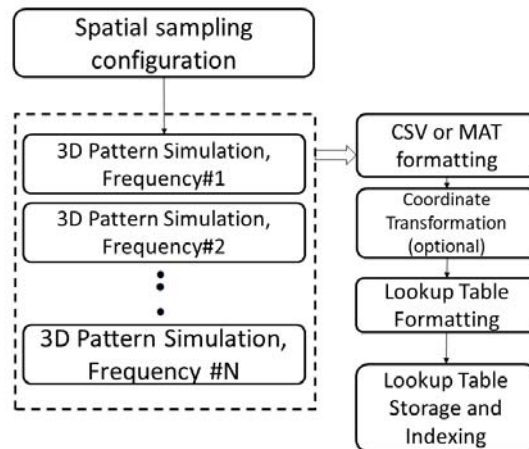 Spatial sampling
configuration
3D Pattern Simulation,
Frequency#1
3D Pattern Simulation,
Frequency#2
3D Pattern Simulation,
Frequency #N
CSV or MAT
formatting
Coordinate
Transformation
(optional)
Lookup Table
Formatting
Lookup Table
Storage and
Indexing